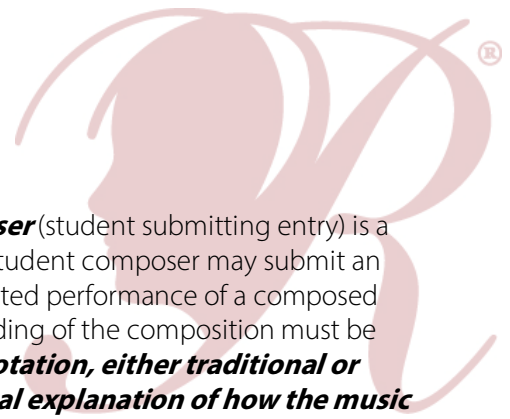 ®
ser (student submitting entry) is a
tudent composer may submit an
ted performance of a composed
ding of the composition must be
otation, either traditional or
al explanation of how the music